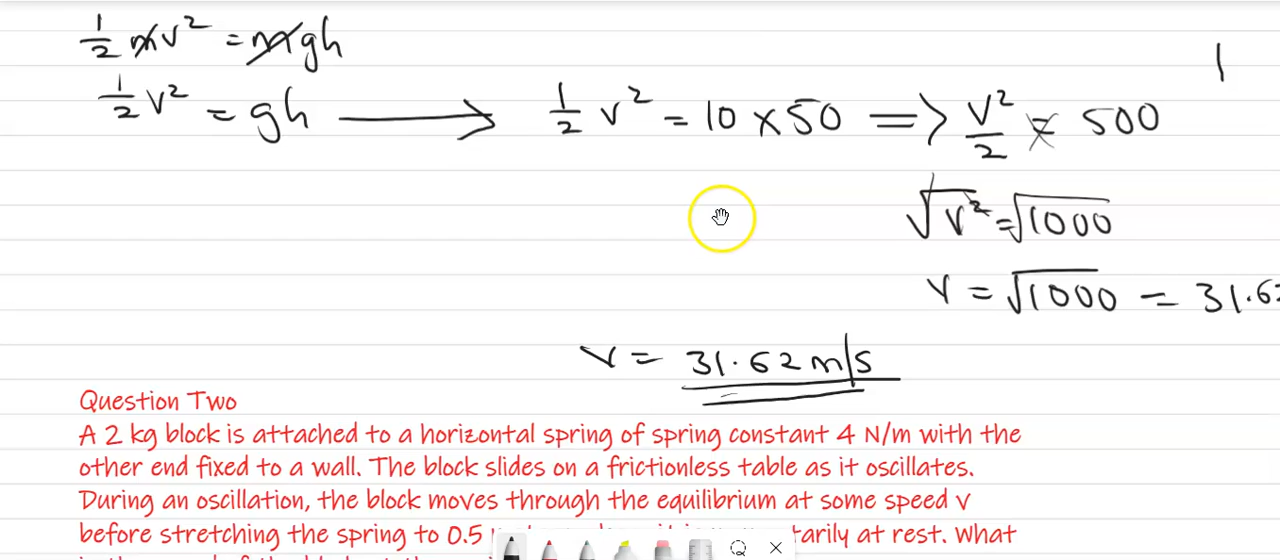 ½ mv² = mgh
½ v² = gh → ½ v² = 10 × 50 ⇒ v²/2 = 500
√v² = √1000
v = √1000 = 31.6
v = 31.62 m/s
Question Two
A 2 kg block is attached to a horizontal spring of spring constant 4 N/m with the
other end fixed to a wall. The block slides on a frictionless table as it oscillates.
During an oscillation, the block moves through the equilibrium at some speed v
before stretching the spring to 0.5 at rest. What